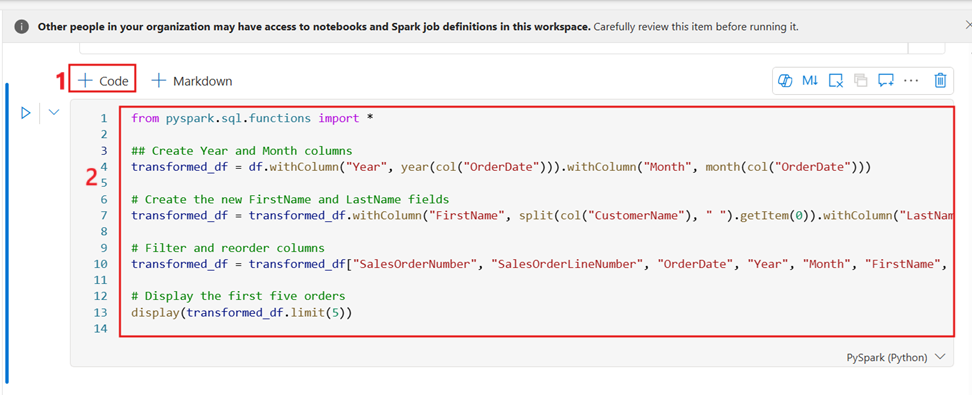 Other people in your organization may have access to notebooks and Spark job definitions in this workspace. Carefully review this item before running it.
1 + Code + Markdown M↓ ...
1 from pyspark.sql.functions import *
2
3 ## Create Year and Month columns
4 transformed_df = df.withColumn("Year", year(col("OrderDate"))).withColumn("Month", month(col("OrderDate")))
2
5
6 # Create the new FirstName and LastName fields
7 transformed_df = transformed_df.withColumn("FirstName", split(col("CustomerName"), " ").getItem(0)).withColumn("LastNam
8
9 # Filter and reorder columns
10 transformed_df = transformed_df["SalesOrderNumber", "SalesOrderLineNumber", "OrderDate", "Year", "Month", "FirstName",
11
12 # Display the first five orders
13 display(transformed_df.limit(5))
14
PySpark (Python)